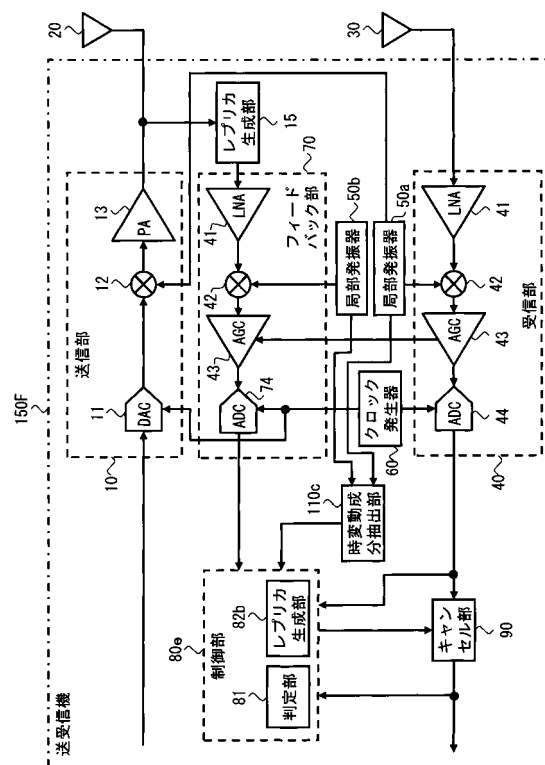 送受信機
150F
20
30
送信部
10
DAC
11
12
PA
13
レプリカ
生成部
15
70
フィード
バック部
LNA
41
42
AGC
43
ADC
74
局部発振器
50b
局部発振器
50a
クロック
発生器
60
受信部
40
LNA
41
42
AGC
43
ADC
44
時変動成
分抽出部
110c
制御部
80e
レプリカ
生成部
82b
判定部
81
キャン
セル部
90